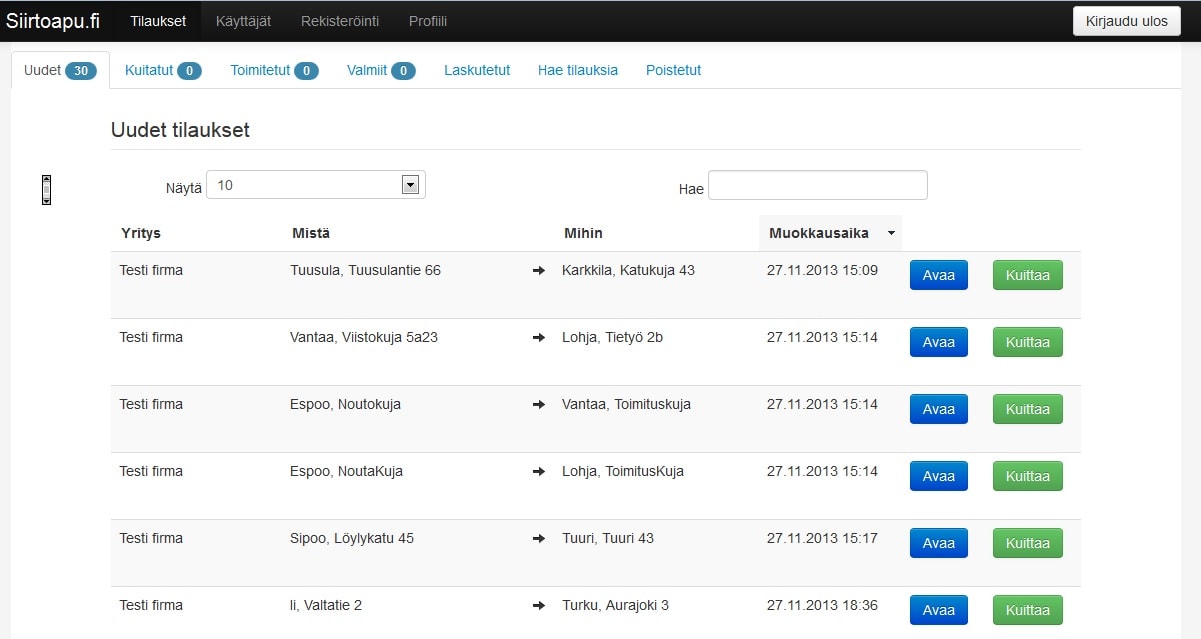 Siirtoapu.fi Tilaukset Käyttäjät Rekisteröinti Profiili Kirjaudu ulos
Uudet 30 Kuitatut 0 Toimitetut 0 Valmiit 0 Laskutetut Hae tilauksia Poistetut
Uudet tilaukset
Näytä 10 Hae
Yritys Mistä Mihin Muokkausaika
Testi firma Tuusula, Tuusulantie 66 Karkkila, Katukuja 43 27.11.2013 15:09 Avaa Kuittaa
Testi firma Vantaa, Viistokuja 5a23 Lohja, Tietyö 2b 27.11.2013 15:14 Avaa Kuittaa
Testi firma Espoo, Noutokuja Vantaa, Toimituskuja 27.11.2013 15:14 Avaa Kuittaa
Testi firma Espoo, NoutaKuja Lohja, ToimitusKuja 27.11.2013 15:14 Avaa Kuittaa
Testi firma Sipoo, Löylykatu 45 Tuuri, Tuuri 43 27.11.2013 15:17 Avaa Kuittaa
Testi firma Ii, Valtatie 2 Turku, Aurajoki 3 27.11.2013 18:36 Avaa Kuittaa